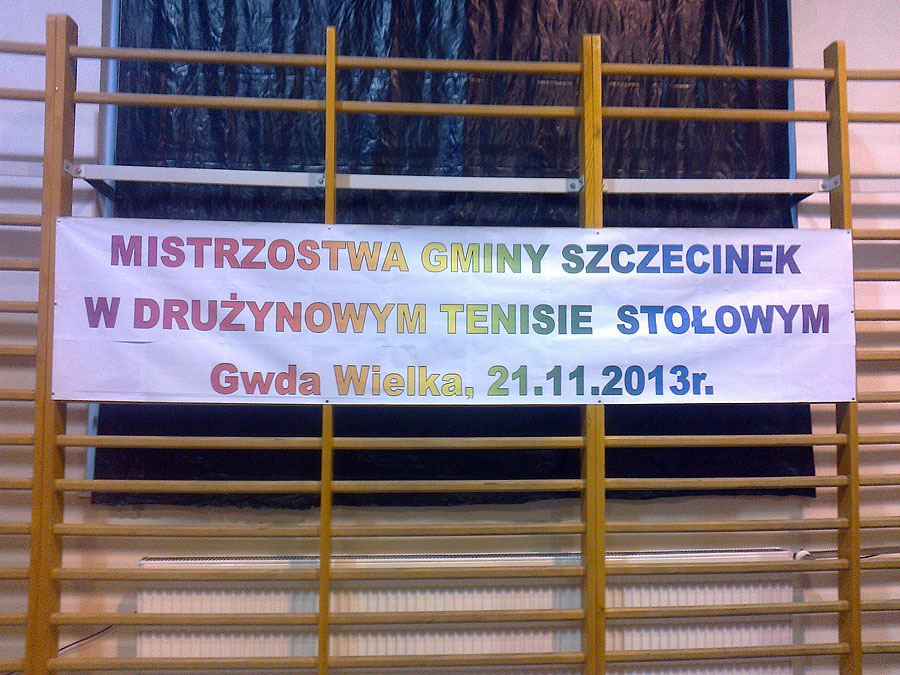 MISTRZOSTWA GMINY SZCZECINEK
W DRUŻYNOWYM TENISIE STOŁOWYM
Gwda Wielka, 21.11.2013r.